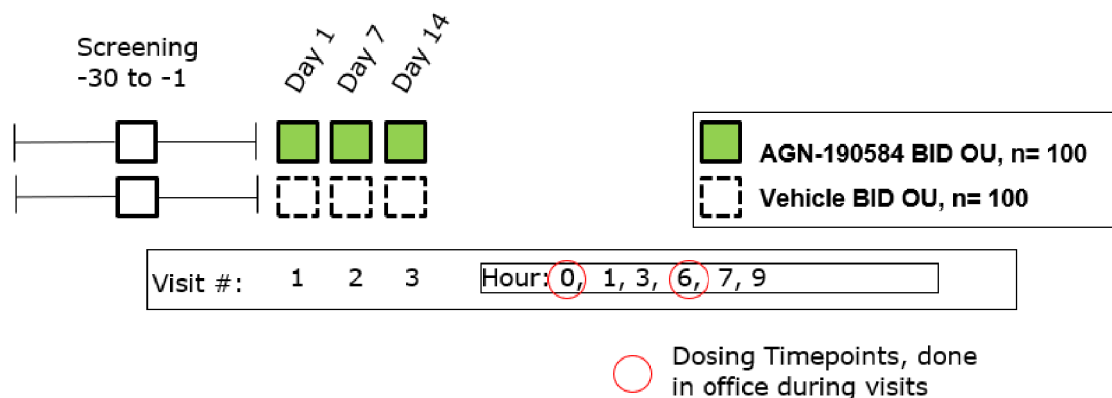 Screening
-30 to -1
Day 1
Day 7
Day 14
AGN-190584 BID OU, n= 100
Vehicle BID OU, n= 100
Visit #: 1 2 3 Hour: 0, 1, 3, 6, 7, 9
Dosing Timepoints, done
in office during visits